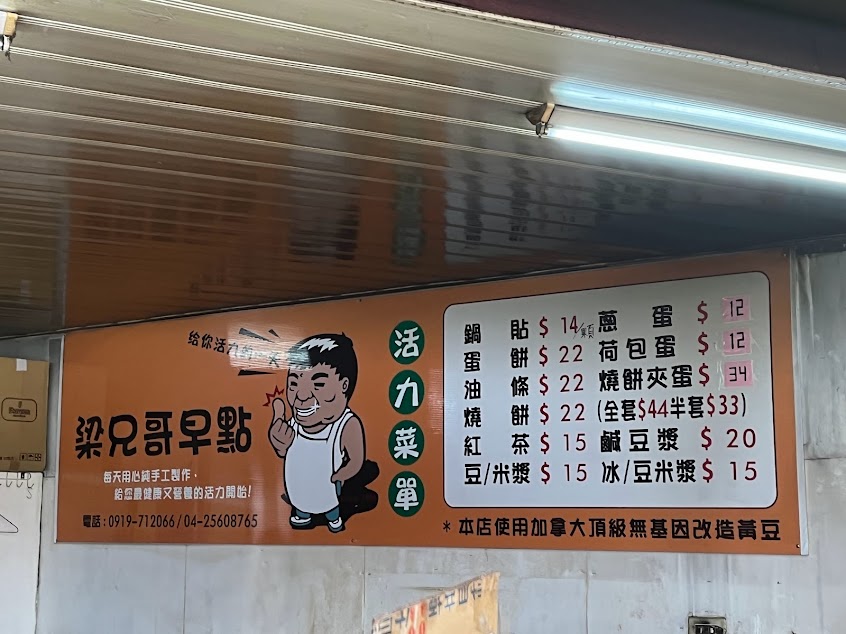 給你活力的一天
梁兄哥早點
每天用心純手工製作，
給您最健康又營養的活力開始!
電話:0919-712066/04-25608765
活力菜單
鍋貼 $14/顆 蔥蛋 $12
蛋餅 $22 荷包蛋 $12
油條 $22 燒餅夾蛋 $34
燒餅 $22 (全套$44半套$33)
紅茶 $15 鹹豆漿 $20
豆/米漿 $15 冰/豆米漿 $15
*本店使用加拿大頂級無基因改造黃豆